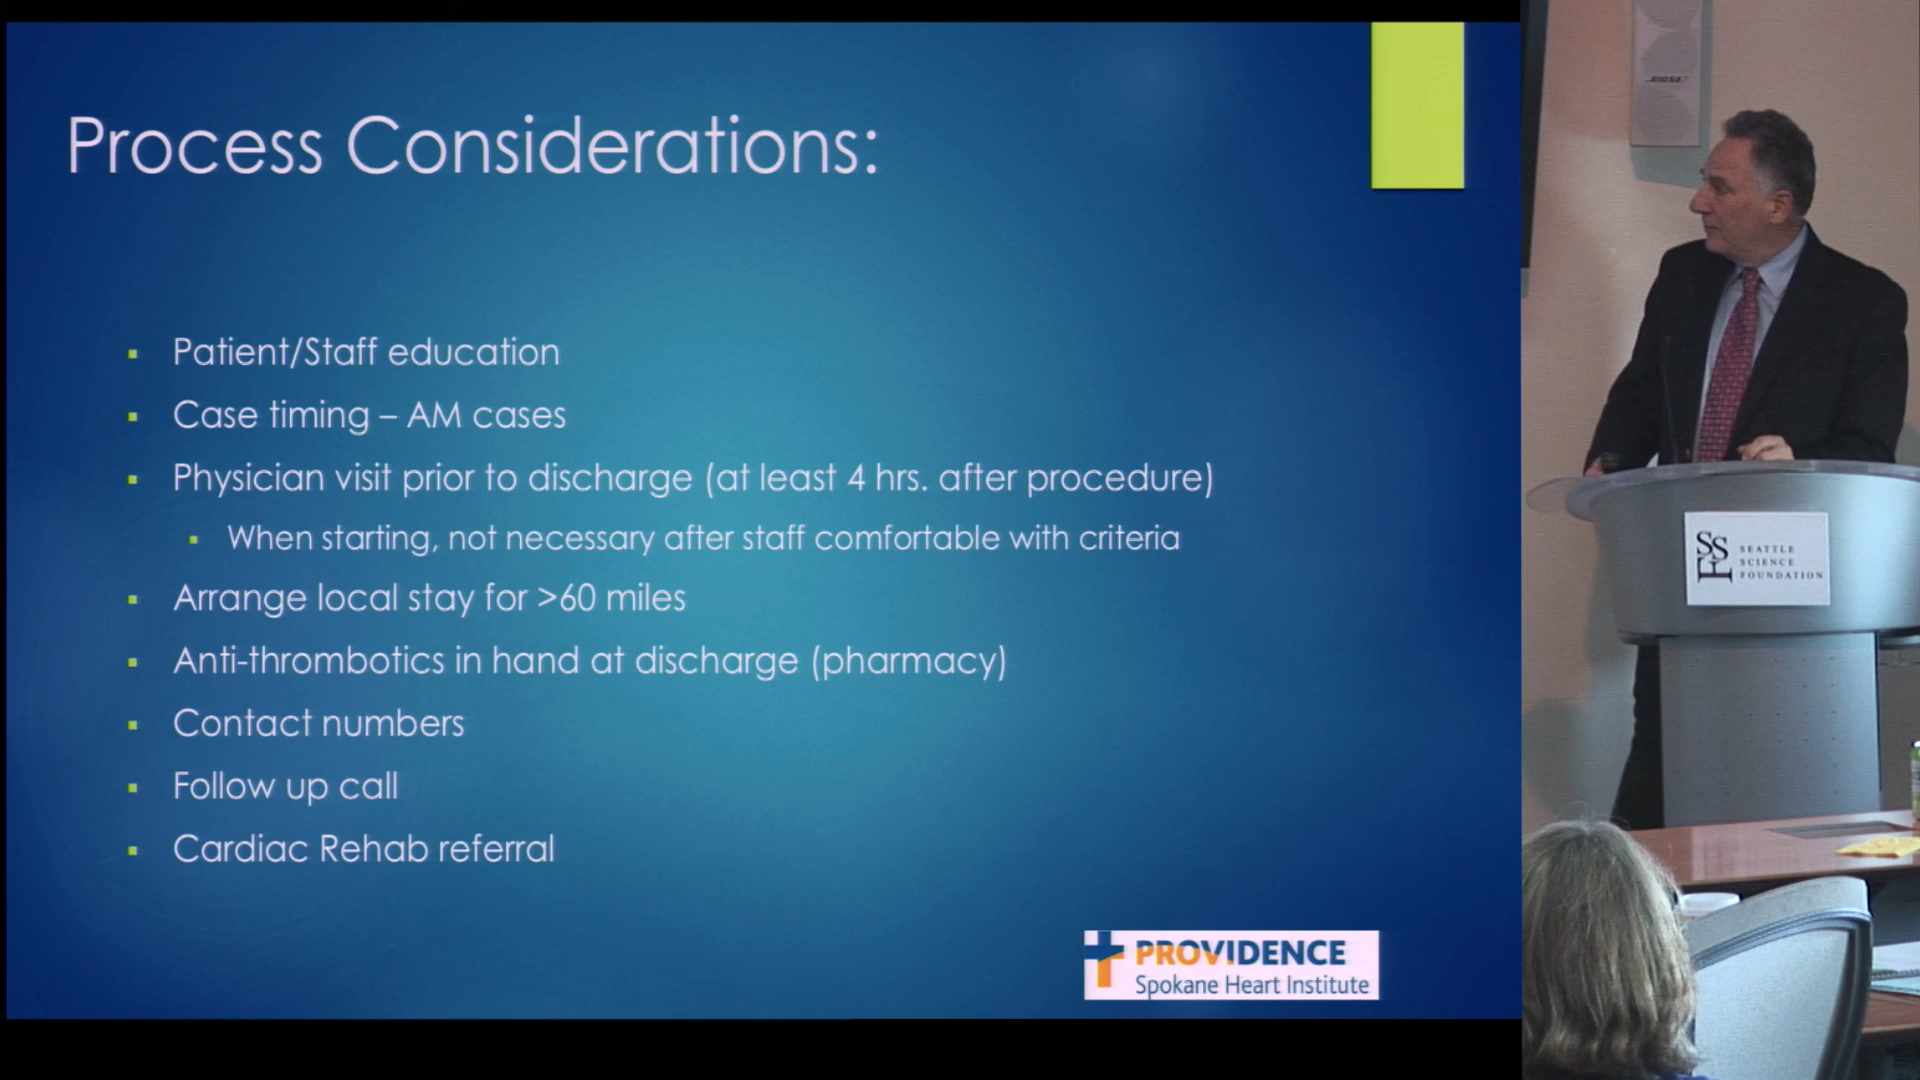 BOSE
Process Considerations:
Patient/Staff education
Case timing – AM cases
Physician visit prior to discharge (at least 4 hrs. after procedure)
When starting, not necessary after staff comfortable with criteria
Arrange local stay for >60 miles
Anti-thrombotics in hand at discharge (pharmacy)
Contact numbers
Follow up call
Cardiac Rehab referral
PROVIDENCE
Spokane Heart Institute
SSF
SEATTLE
SCIENCE
FOUNDATION